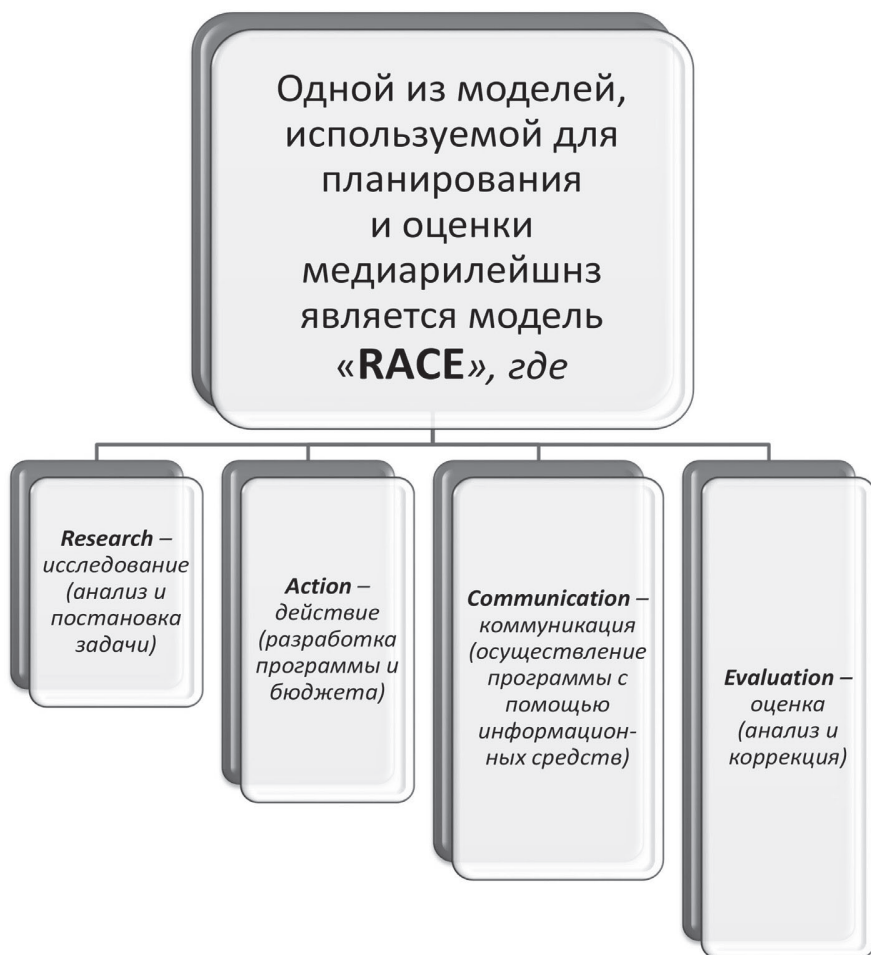 Одной из моделей,
используемой для
планирования
и оценки
медиарилейшнз
является модель
«RACE», где
Research –
исследование
(анализ и
постановка
задачи)
Action –
действие
(разработка
программы и
бюджета)
Communication –
коммуникация
(осуществление
программы с
помощью
информацион-
ных средств)
Evaluation –
оценка
(анализ и
коррекция)